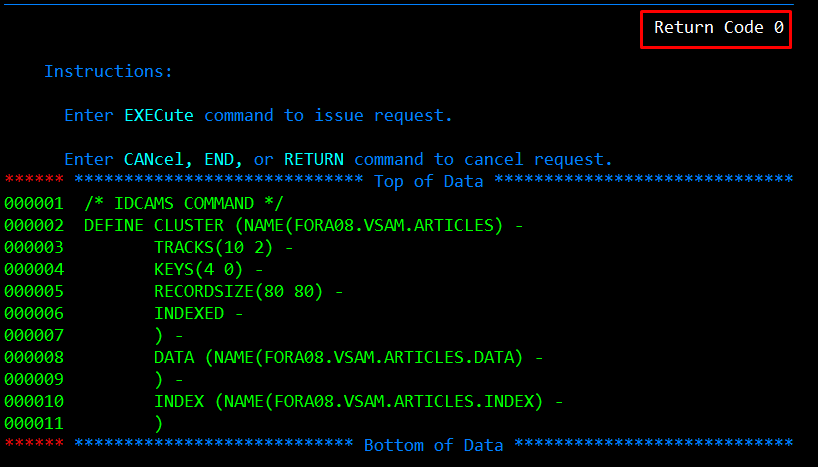 Return Code 0
Instructions:
Enter EXECute command to issue request.
Enter CANcel, END, or RETURN command to cancel request.
****** ***************************** Top of Data ******************************
000001  /* IDCAMS COMMAND */
000002  DEFINE CLUSTER (NAME(FORA08.VSAM.ARTICLES) -
000003         TRACKS(10 2) -
000004         KEYS(4 0) -
000005         RECORDSIZE(80 80) -
000006         INDEXED -
000007         ) -
000008         DATA (NAME(FORA08.VSAM.ARTICLES.DATA) -
000009         ) -
000010         INDEX (NAME(FORA08.VSAM.ARTICLES.INDEX) -
000011         )
****** **************************** Bottom of Data ****************************